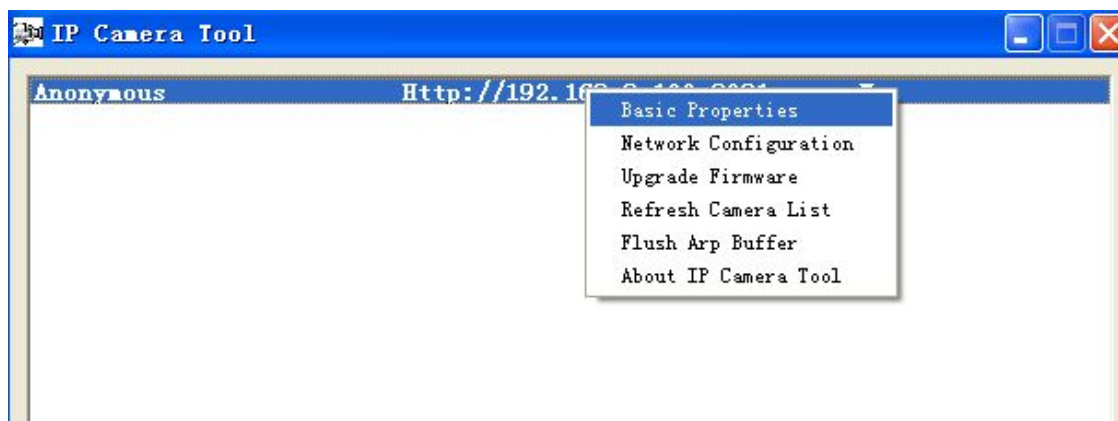 IP Camera Tool
Anonymous Http://192.
Basic Properties
Network Configuration
Upgrade Firmware
Refresh Camera List
Flush Arp Buffer
About IP Camera Tool